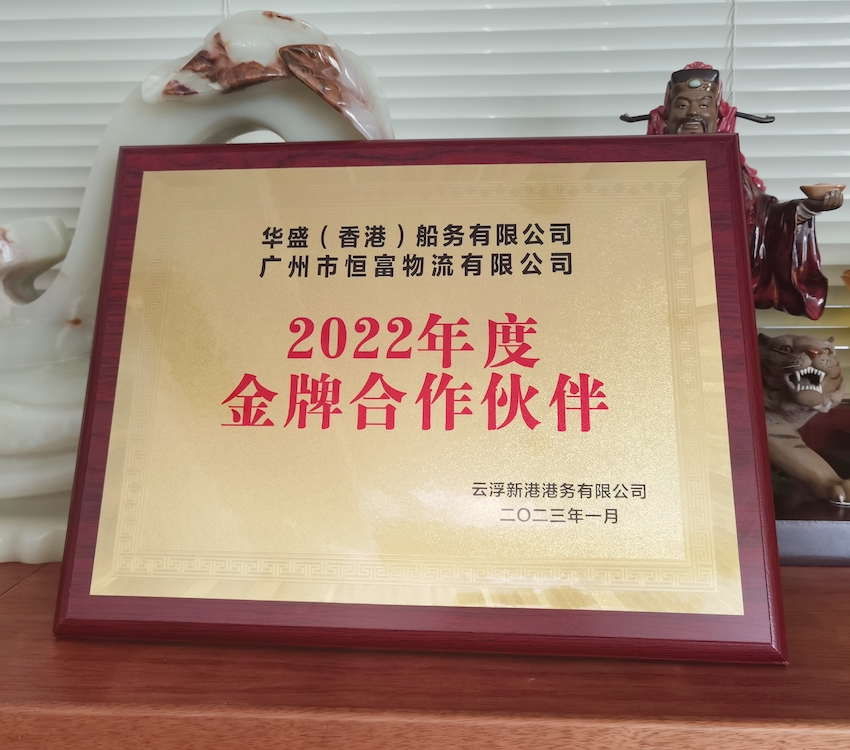 华盛（香港）船务有限公司
广州市恒富物流有限公司
2022年度
金牌合作伙伴
云浮新港港务有限公司
二〇二三年一月